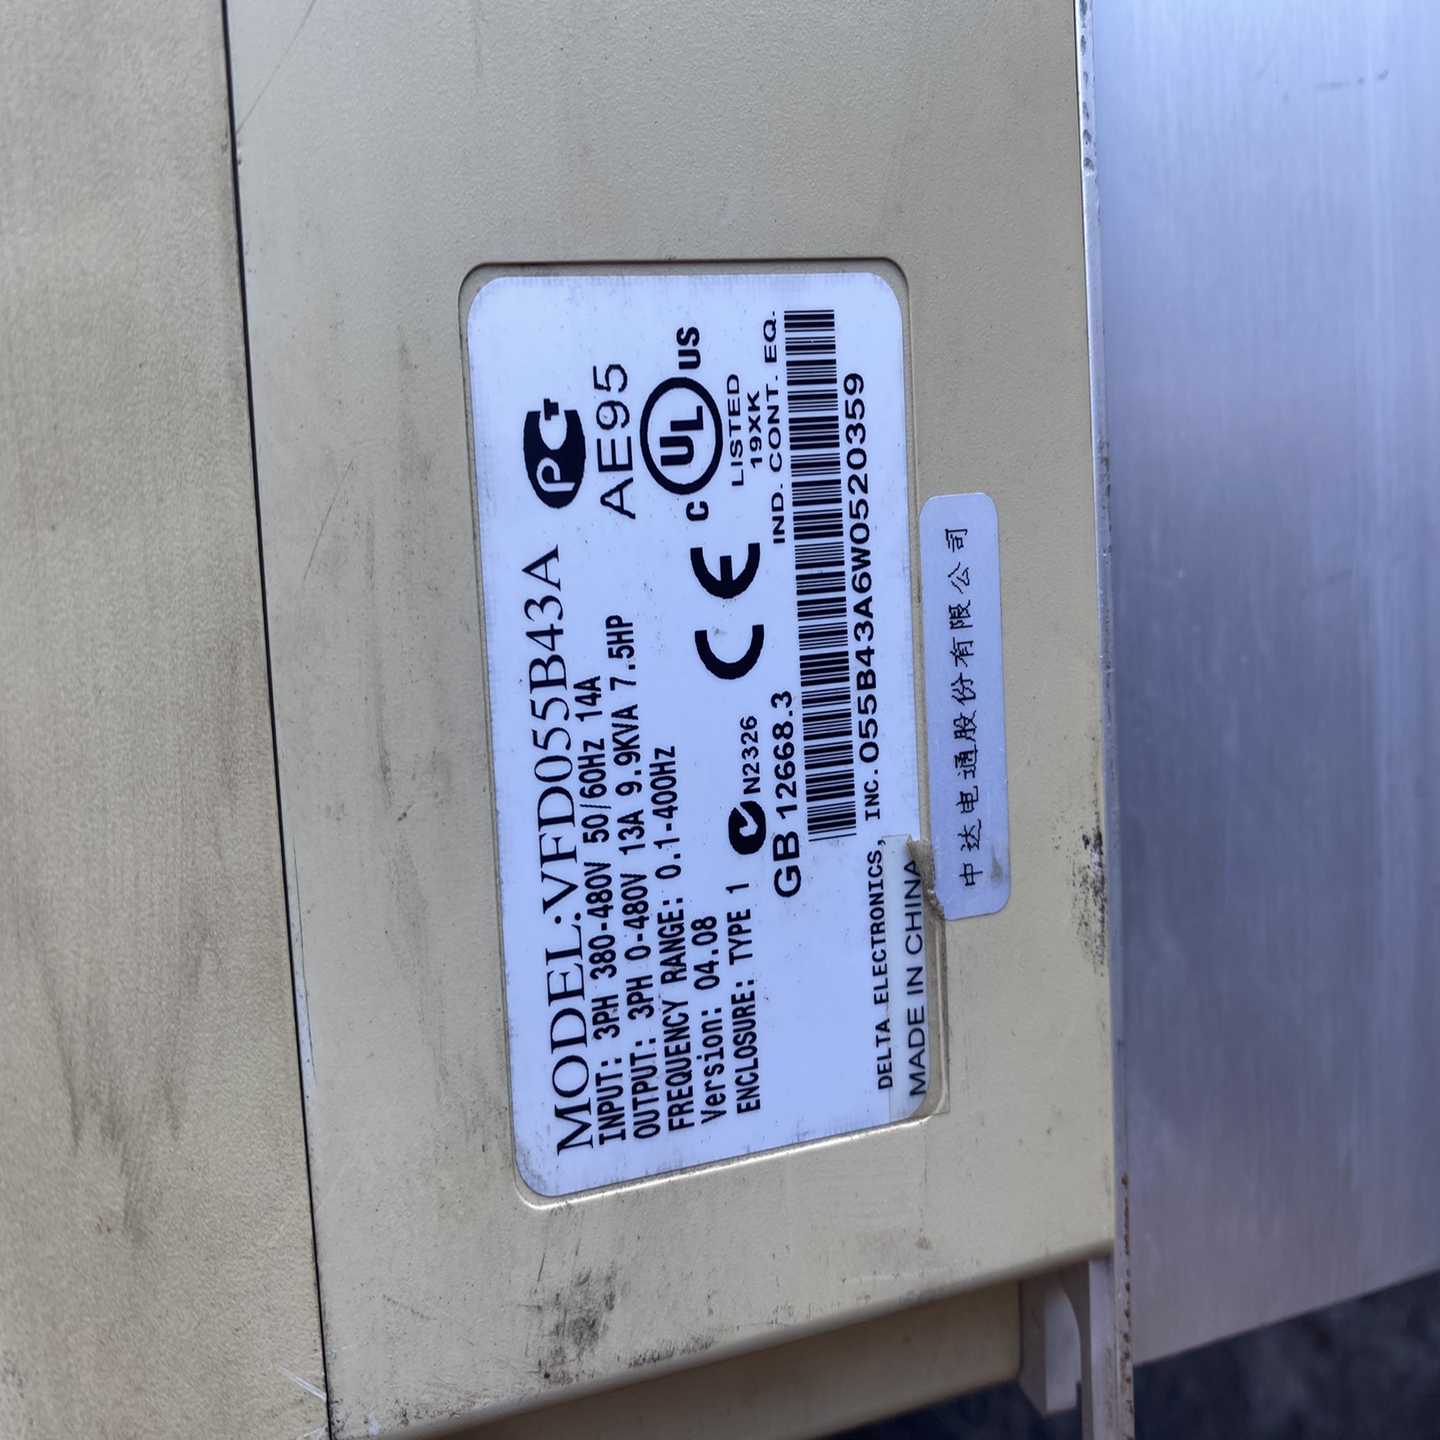 MODEL:VFD055B43A
INPUT: 3PH 380-480V 50/60Hz 14A
OUTPUT: 3PH 0-480V 13A 9.9KVA 7.5HP
FREQUENCY RANGE: 0.1-400Hz
Version: 04.08
ENCLOSURE: TYPE 1
PCT
AE95
N2326
CE
C UL US
LISTED
19XK
IND. CONT. EQ.
GB 12668.3
055B43A6W0520359
DELTA ELECTRONICS, INC.
MADE IN CHINA
中达电通股份有限公司